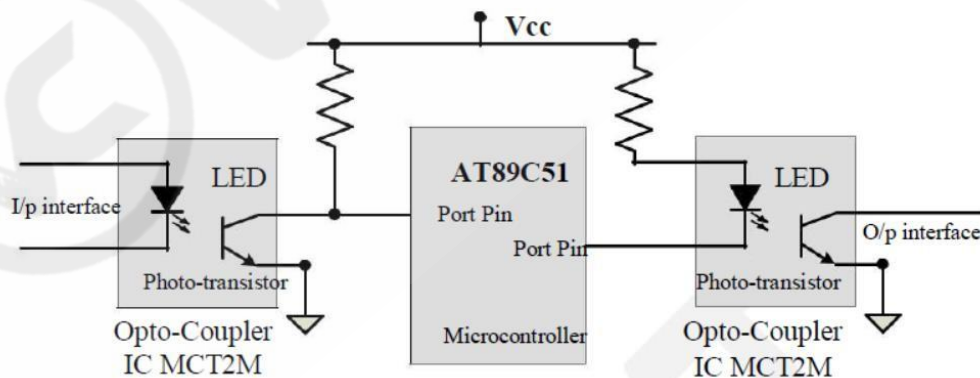 Vcc
LED
AT89C51
LED
I/p interface
Port Pin
O/p interface
Port Pin
Photo-transistor
Photo-transistor
Opto-Coupler
IC MCT2M
Microcontroller
Opto-Coupler
IC MCT2M